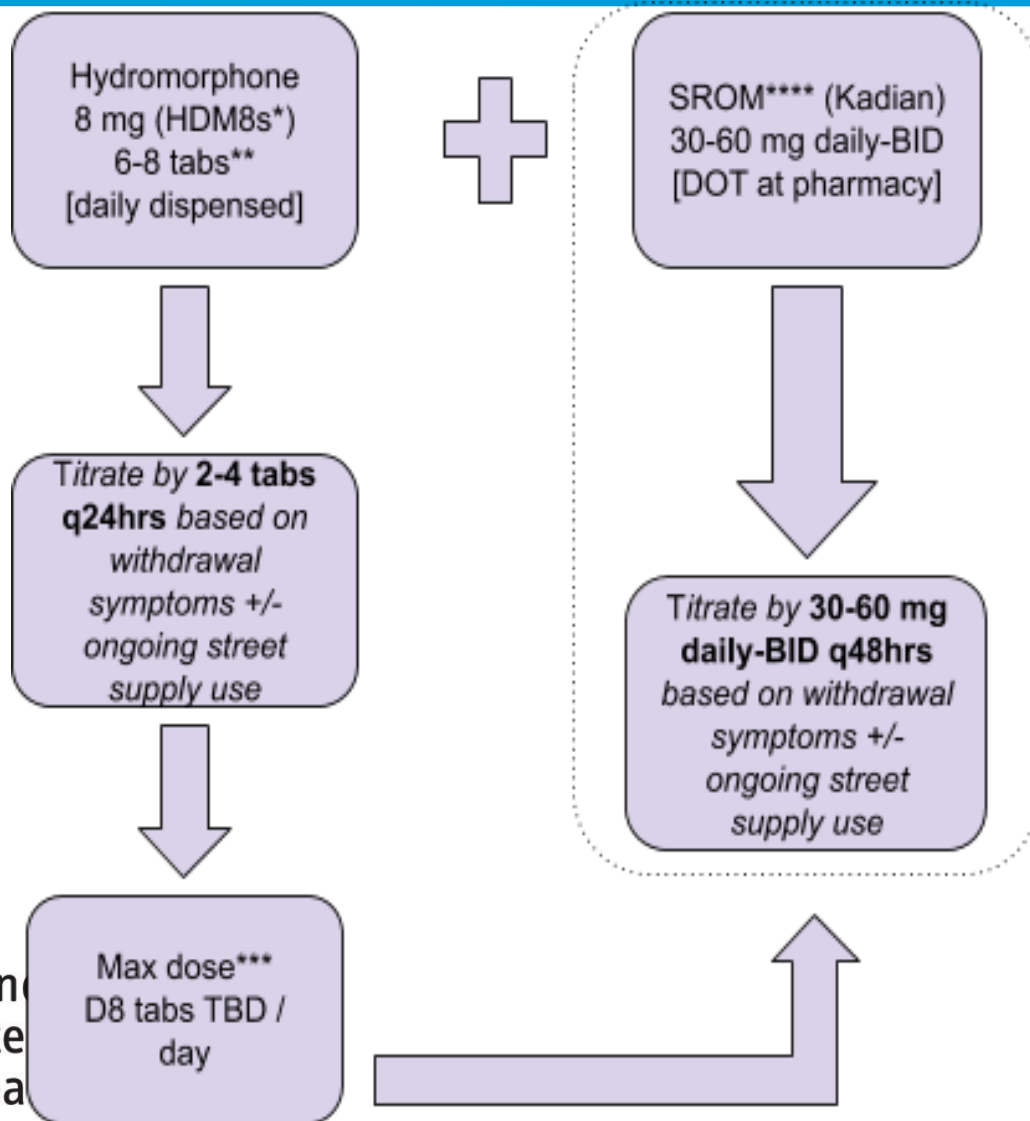 Hydromorphone
8 mg (HDM8s*)
6-8 tabs**
[daily dispensed]
SROM**** (Kadian)
30-60 mg daily-BID
[DOT at pharmacy]
Titrate by 2-4 tabs
q24hrs based on
withdrawal
symptoms +/-
ongoing street
supply use
Titrate by 30-60 mg
daily-BID q48hrs
based on withdrawal
symptoms +/-
ongoing street
supply use
Max dose***
D8 tabs TBD /
day